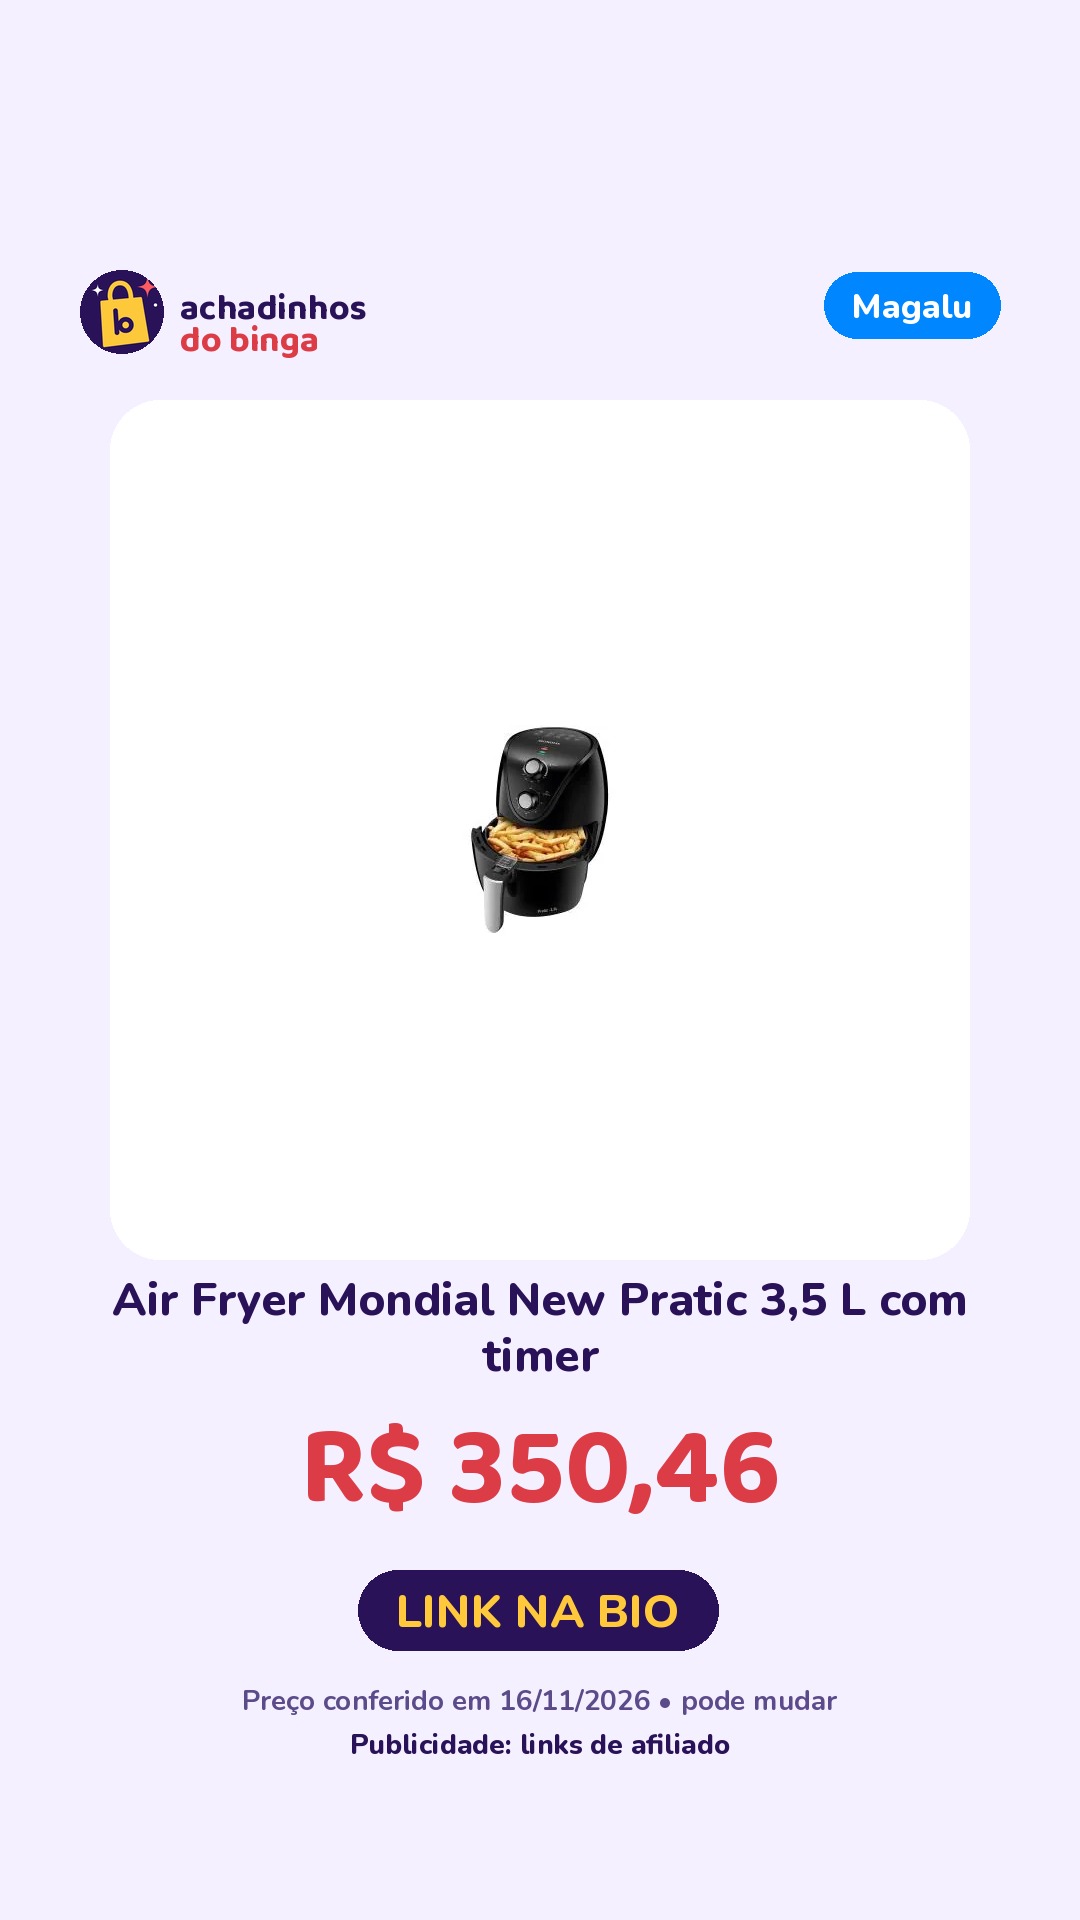 achadinhos
do binga
Magalu
Air Fryer Mondial New Pratic 3,5 L com
timer
R$ 350,46
LINK NA BIO
Preço conferido em 16/11/2026 • pode mudar
Publicidade: links de afiliado